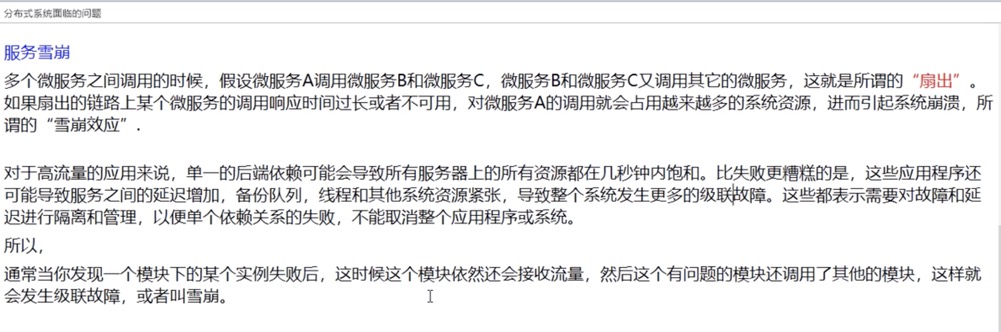 分布式系统面临的问题
服务雪崩
多个微服务之间调用的时候，假设微服务A调用微服务B和微服务C，微服务B和微服务C又调用其它的微服务，这就是所谓的“扇出”。
如果扇出的链路上某个微服务的调用响应时间过长或者不可用，对微服务A的调用就会占用越来越多的系统资源，进而引起系统崩溃，所
谓的“雪崩效应”.
对于高流量的应用来说，单一的后端依赖可能会导致所有服务器上的所有资源都在几秒钟内饱和。比失败更糟糕的是，这些应用程序还
可能导致服务之间的延迟增加，备份队列，线程和其他系统资源紧张，导致整个系统发生更多的级联故障。这些都表示需要对故障和延
迟进行隔离和管理，以便单个依赖关系的失败，不能取消整个应用程序或系统。
所以，
通常当你发现一个模块下的某个实例失败后，这时候这个模块依然还会接收流量，然后这个有问题的模块还调用了其他的模块，这样就
会发生级联故障，或者叫雪崩。